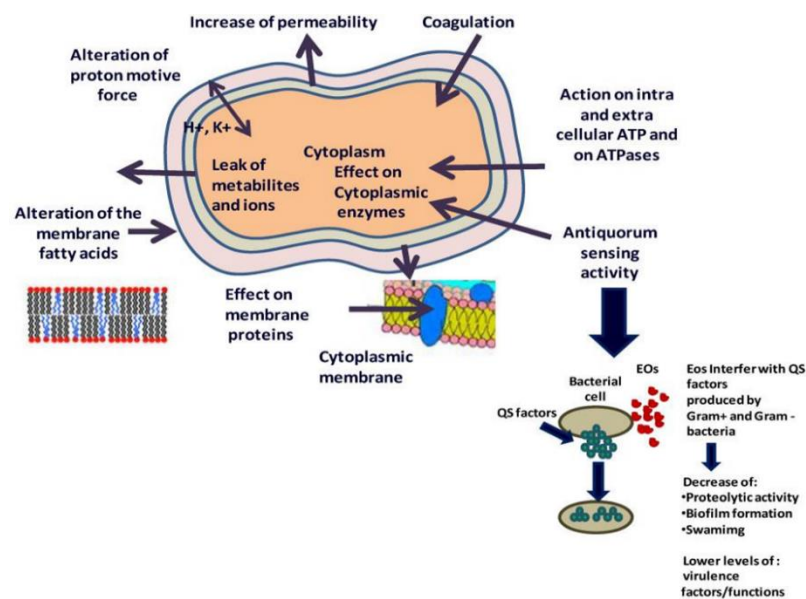 Increase of permeability
Coagulation
Alteration of
proton motive
force
H+, K+
Action on intra
and extra
cellular ATP and
on ATPases
Cytoplasm
Effect on
Cytoplasmic
enzymes
Leak of
metabilites
and ions
Alteration of the
membrane
fatty acids
Antiquorum
sensing
activity
Effect on
membrane
proteins
Cytoplasmic
membrane
EOs
Bacterial
cell
QS factors
Eos Interfer with QS
factors
produced by
Gram+ and Gram -
bacteria
Decrease of:
•Proteolytic activity
•Biofilm formation
•Swamimg
Lower levels of :
virulence
factors/functions